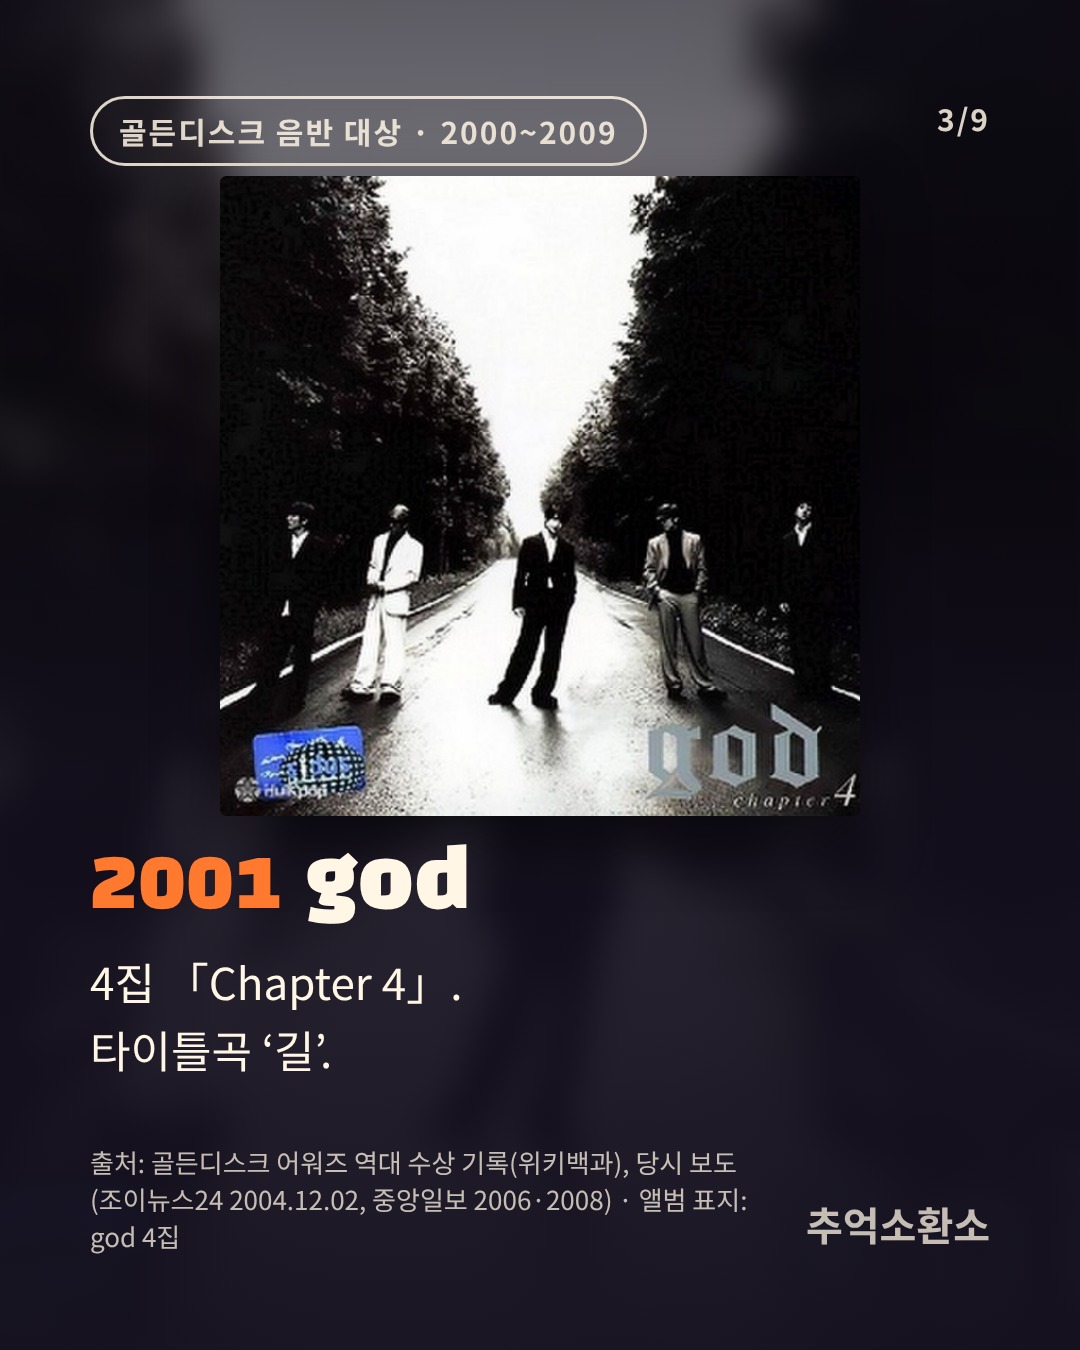 골든디스크 음반 대상 · 2000~2009
3/9
sidus
god
chapter 4
2001 god
4집 「Chapter 4」.
타이틀곡 ‘길’.
출처: 골든디스크 어워즈 역대 수상 기록(위키백과), 당시 보도
(조이뉴스24 2004.12.02, 중앙일보 2006·2008) · 앨범 표지:
god 4집
추억소환소